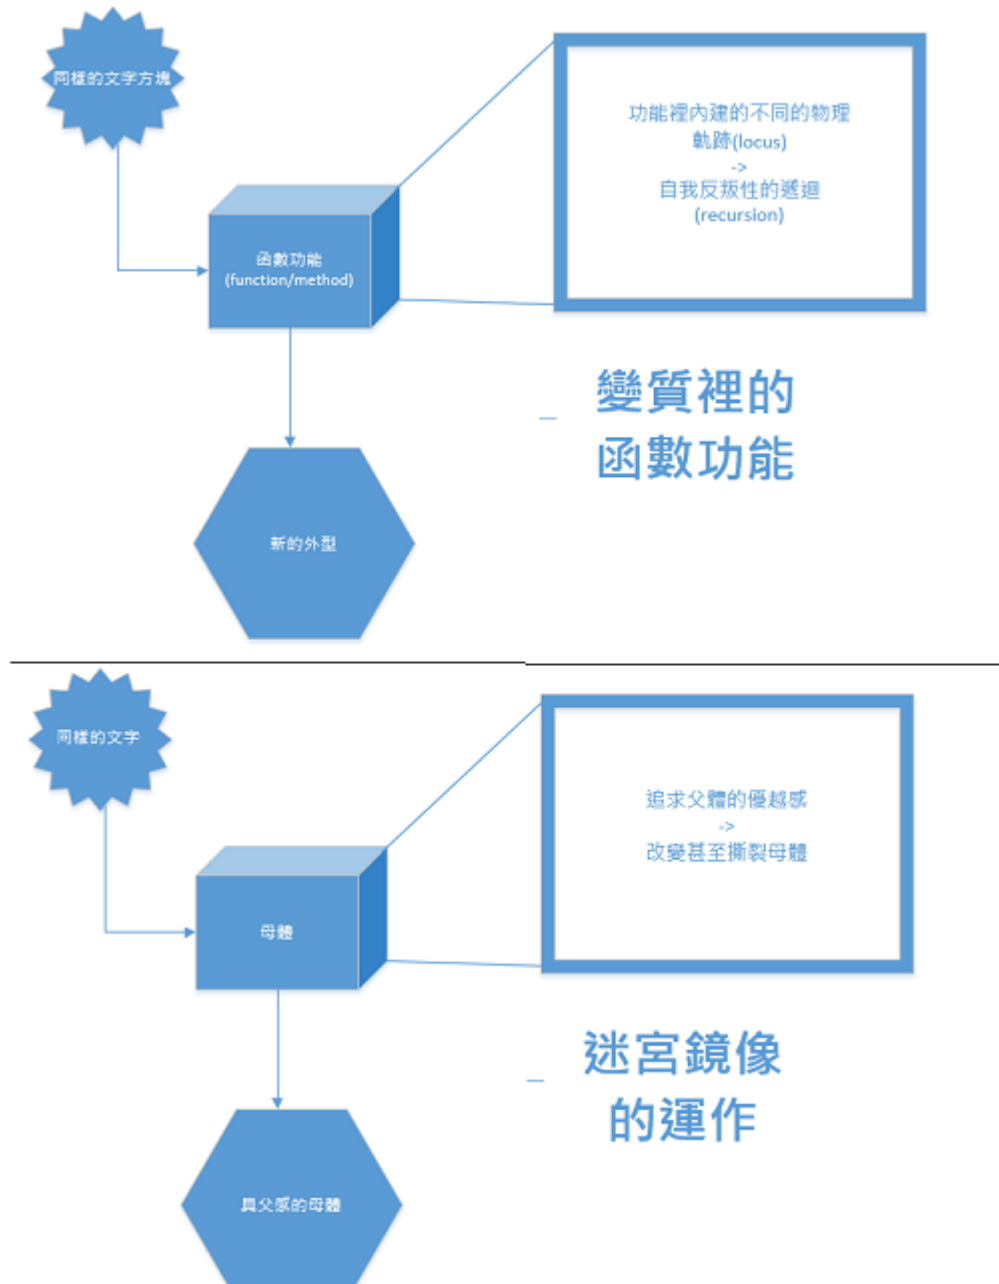 同樣的文字方塊
功能裡內建的不同的物理
軌跡(locus)
->
自我反叛性的遞迴
(recursion)
函數功能
(function/method)
變質裡的
函數功能
新的外型
同樣的文字
追求父體的優越感
->
改變甚至撕裂母體
母體
迷宮鏡像
的運作
具父感的母體